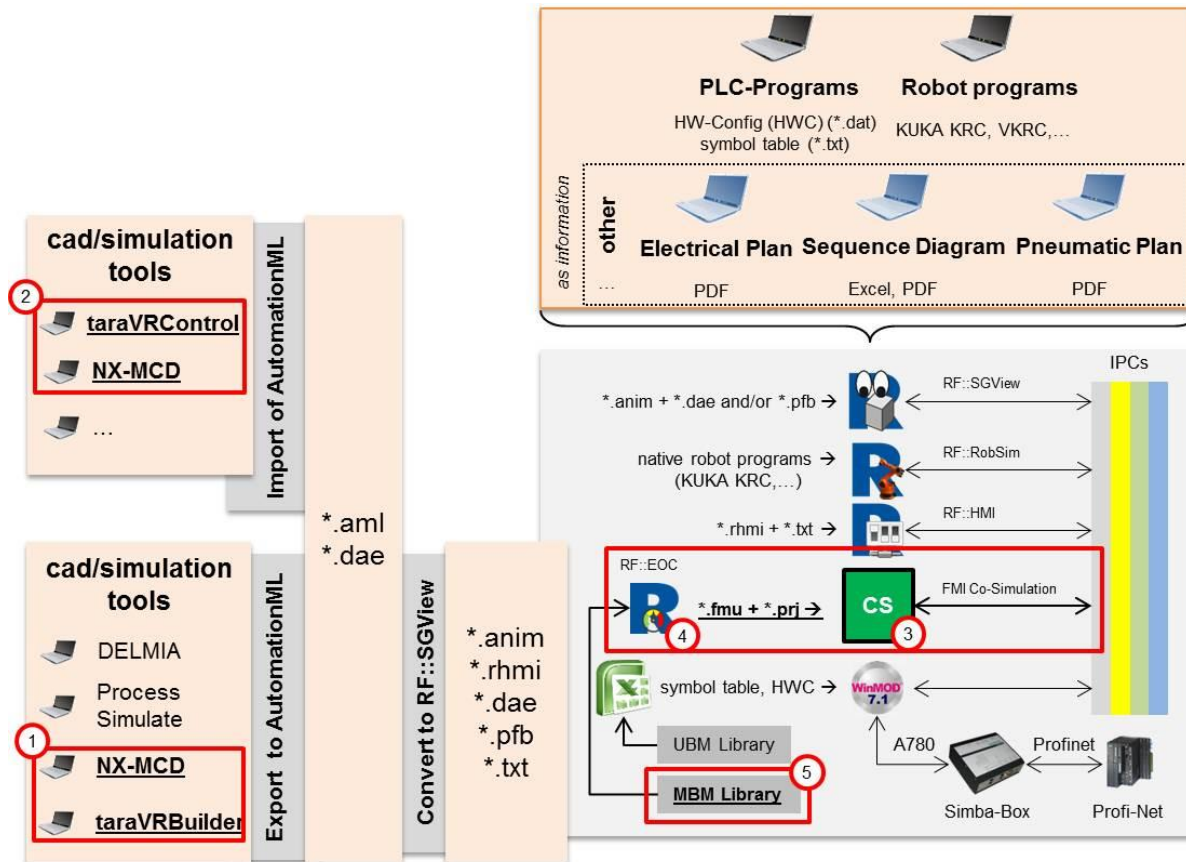 PLC-Programs
HW-Config (HWC) (*.dat)
symbol table (*.txt)
Robot programs
KUKA KRC, VKRC,…
as information
other
…
Electrical Plan
PDF
Sequence Diagram
Excel, PDF
Pneumatic Plan
PDF
cad/simulation
tools
2
taraVRControl
NX-MCD
…
Import of AutomationML
cad/simulation
tools
DELMIA
Process
Simulate
1
NX-MCD
taraVRBuilder
Export to AutomationML
*.aml
*.dae
Convert to RF::SGView
*.anim
*.rhmi
*.dae
*.pfb
*.txt
IPCs
*.anim + *.dae and/or *.pfb →
R
RF::SGView
native robot programs →
(KUKA KRC,…)
R
RF::RobSim
*.rhmi + *.txt →
R
RF::HMI
RF::EOC
R
4
*.fmu + *.prj →
CS
3
FMI Co-Simulation
X
symbol table, HWC →
WinMOD
7.1
UBM Library
MBM Library
5
A780
Simba-Box
Profinet
Profi-Net